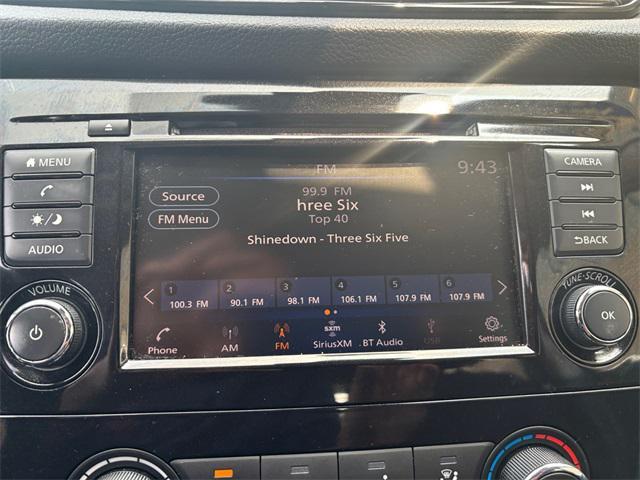 MENU
AUDIO
VOLUME
FM
9:43
Source
FM Menu
99.9 FM
hree Six
Top 40
Shinedown - Three Six Five
1 2 3 4 5 6
100.3 FM 90.1 FM 98.1 FM 106.1 FM 107.9 FM 107.9 FM
Phone AM FM SiriusXM BT Audio USB Settings
sxm
CAMERA
BACK
TUNE·SCROLL
OK